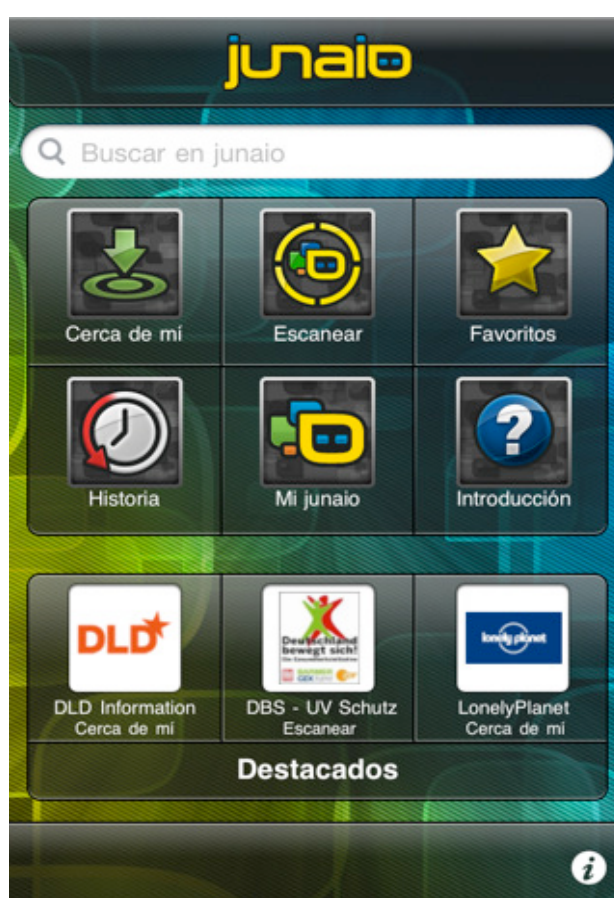 junaio
Buscar en junaio
Cerca de mí
Escanear
Favoritos
Historia
Mi junaio
Introducción
DLD
Deutschland
bewegt sich!
lonely planet
DLD Information
Cerca de mí
DBS - UV Schutz
Escanear
LonelyPlanet
Cerca de mí
Destacados
i